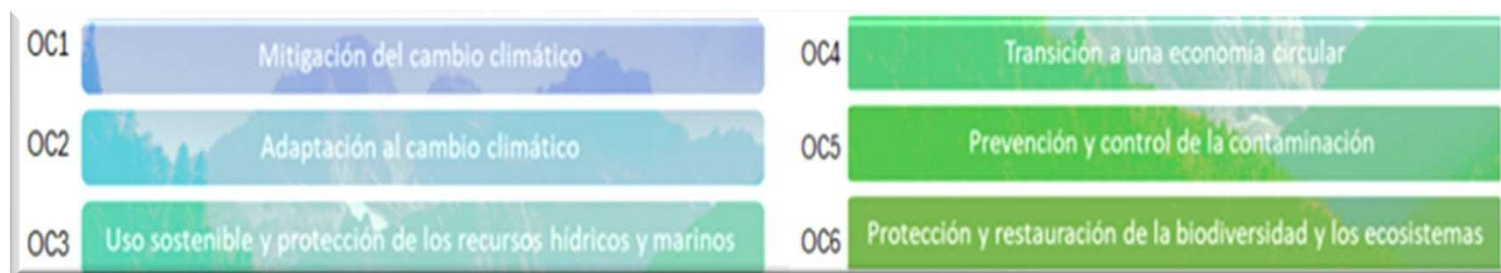 OC1 Mitigación del cambio climático
OC2 Adaptación al cambio climático
OC3 Uso sostenible y protección de los recursos hídricos y marinos
OC4 Transición a una economía circular
OC5 Prevención y control de la contaminación
OC6 Protección y restauración de la biodiversidad y los ecosistemas